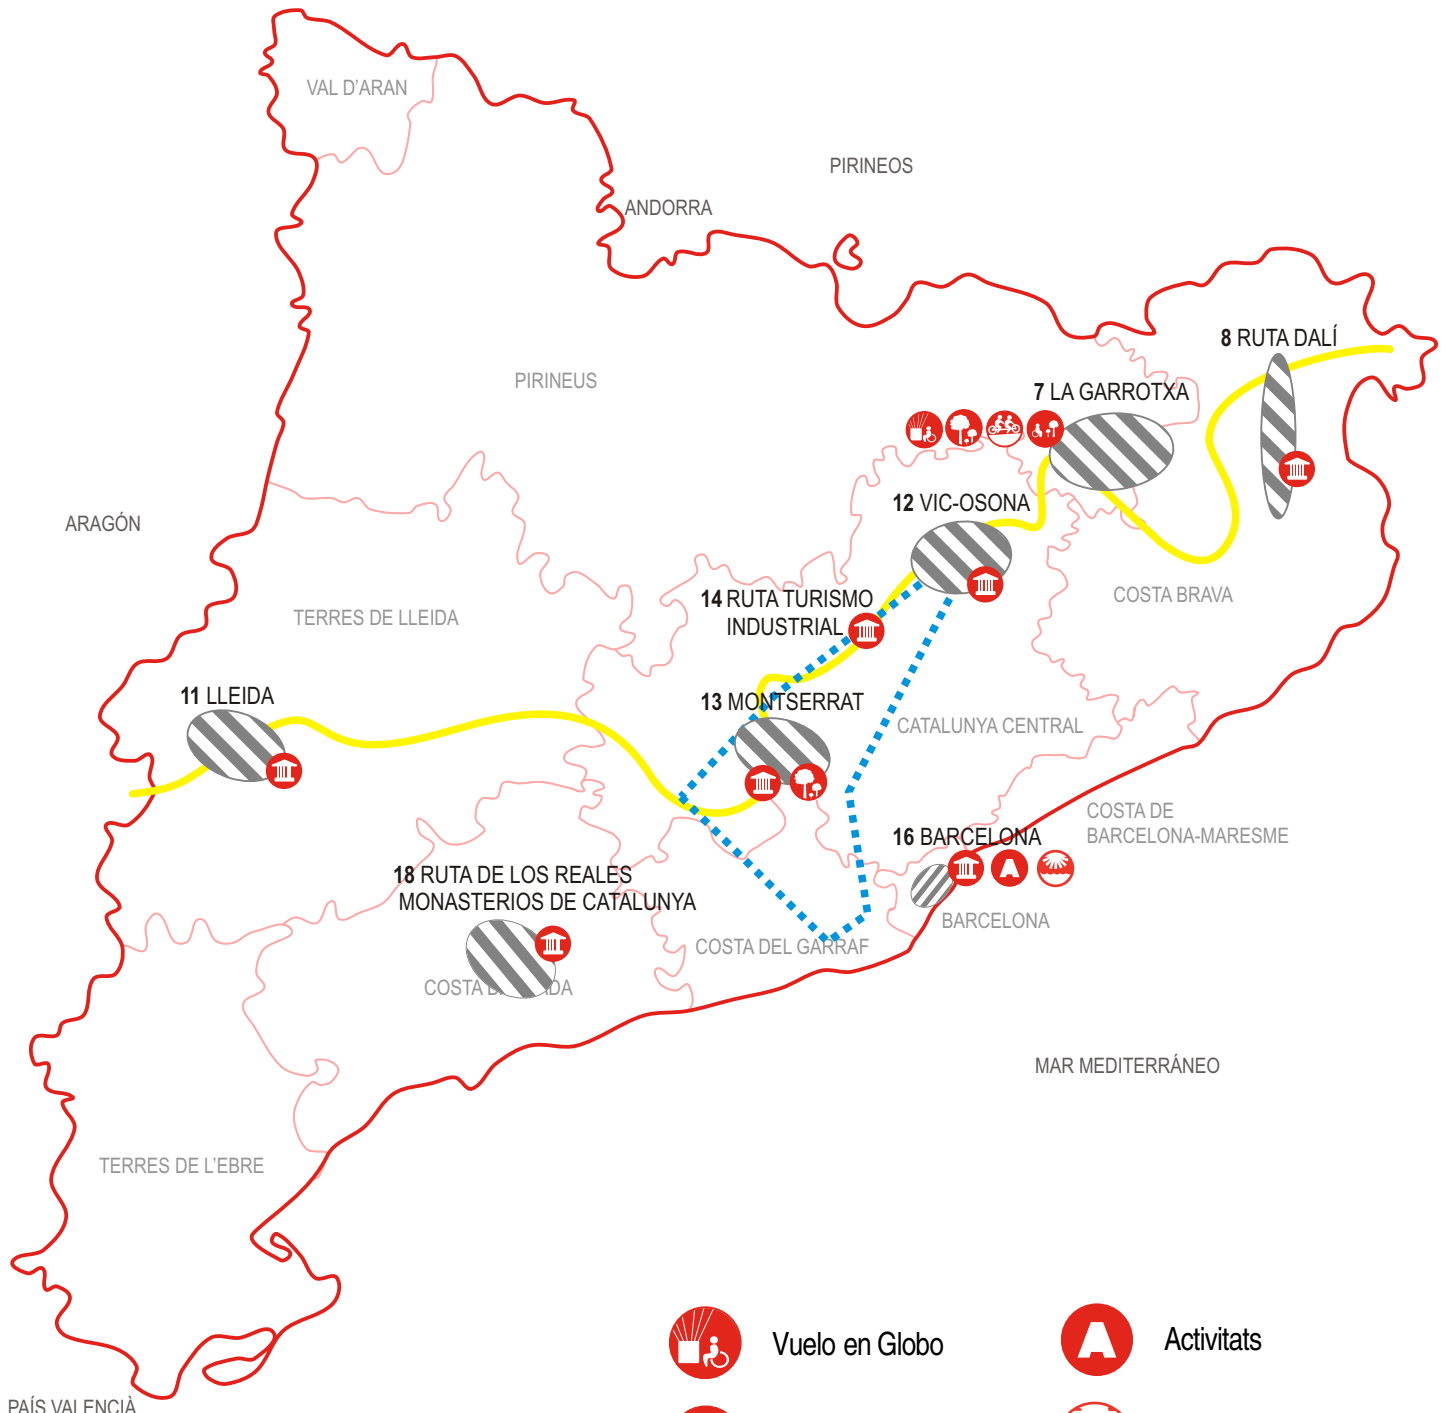 VAL D'ARAN
PIRINEOS
ANDORRA
8 RUTA DALÍ
PIRINEUS
7 LA GARROTXA
12 VIC-OSONA
ARAGÓN
COSTA BRAVA
14 RUTA TURISMO
INDUSTRIAL
TERRES DE LLEIDA
11 LLEIDA
13 MONTSERRAT
CATALUNYA CENTRAL
COSTA DE
BARCELONA-MARESME
16 BARCELONA
A
18 RUTA DE LOS REALES
MONASTERIOS DE CATALUNYA
BARCELONA
COSTA DEL GARRAF
COSTA
MAR MEDITERRÁNEO
TERRES DE L'EBRE
Vuelo en Globo
A Activitats
PAÍS VALENCIÀ